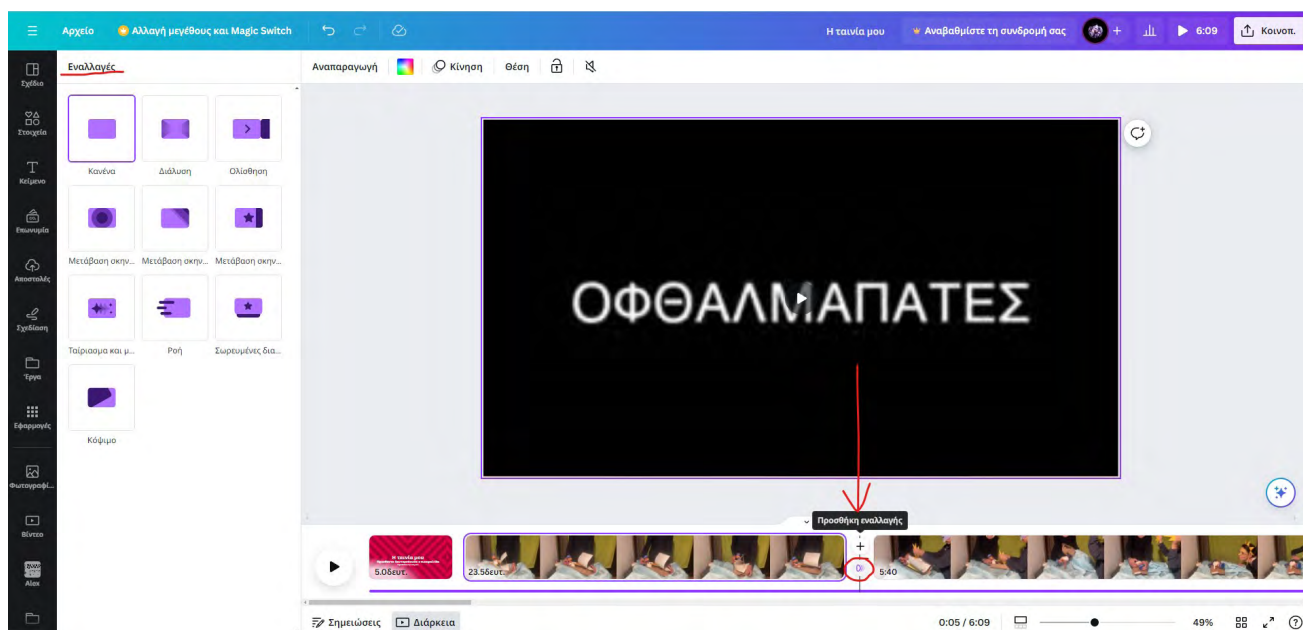 Αρχείο
Αλλαγή μεγέθους και Magic Switch
Η ταινία μου
Αναβαθμίστε τη συνδρομή σας
+
6:09
Κοινοπ.
Σχέδιο
Στοιχεία
Κείμενο
Επωνυμία
Αποστολές
Σχεδίαση
Έργα
Εφαρμογές
Φωτογραφί...
Βίντεο
Alex
Εναλλαγές
Κανένα
Διάλυση
Ολίσθηση
Μετάβαση σκην...
Μετάβαση σκην...
Μετάβαση σκην...
Ταίριασμα και μ...
Ροή
Σωρευμένες δια...
Κόψιμο
Αναπαραγωγή
Κίνηση
Θέση
ΟΦΘΑΛΜΑΠΑΤΕΣ
Προσθήκη εναλλαγής
Η ταινία μου
5.0δευτ.
23.5δευτ.
+
5:40
Σημειώσεις
Διάρκεια
0:05 / 6:09
49%